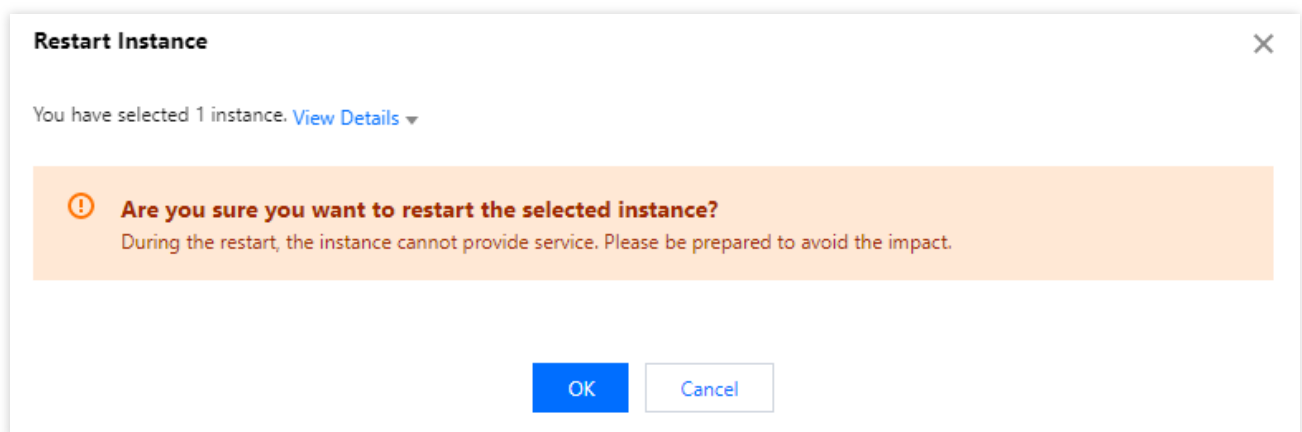 Restart Instance
You have selected 1 instance. View Details
Are you sure you want to restart the selected instance?
During the restart, the instance cannot provide service. Please be prepared to avoid the impact.
OK
Cancel